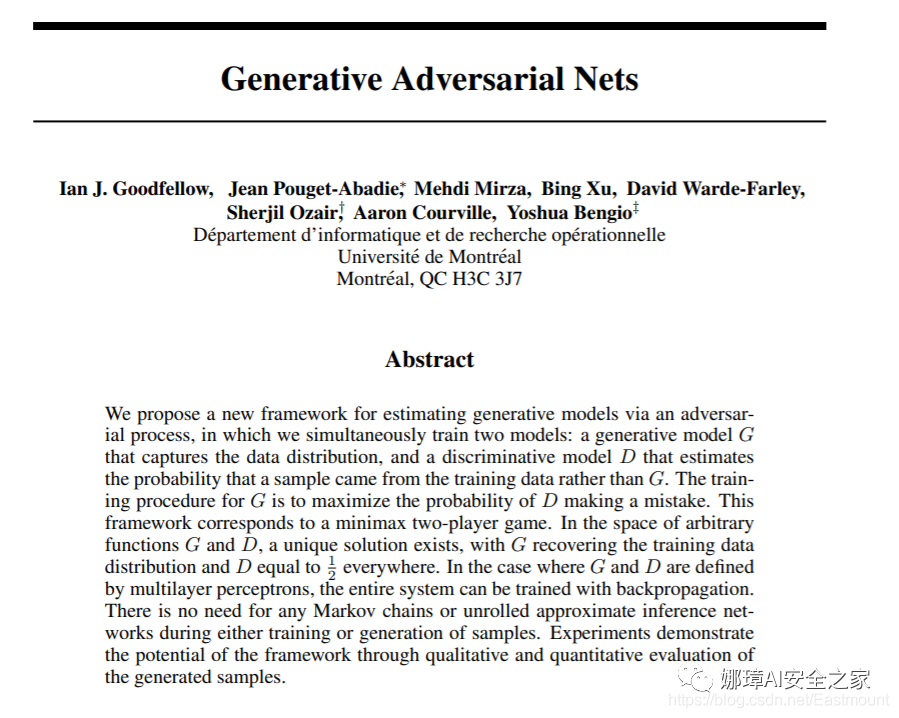 Generative Adversarial Nets
Ian J. Goodfellow, Jean Pouget-Abadie,* Mehdi Mirza, Bing Xu, David Warde-Farley,
Sherjil Ozair,† Aaron Courville, Yoshua Bengio‡
Département d'informatique et de recherche opérationnelle
Université de Montréal
Montréal, QC H3C 3J7
Abstract
We propose a new framework for estimating generative models via an adversar-
ial process, in which we simultaneously train two models: a generative model G
that captures the data distribution, and a discriminative model D that estimates
the probability that a sample came from the training data rather than G. The train-
ing procedure for G is to maximize the probability of D making a mistake. This
framework corresponds to a minimax two-player game. In the space of arbitrary
functions G and D, a unique solution exists, with G recovering the training data
distribution and D equal to 1/2 everywhere. In the case where G and D are defined
by multilayer perceptrons, the entire system can be trained with backpropagation.
There is no need for any Markov chains or unrolled approximate inference net-
works during either training or generation of samples. Experiments demonstrate
the potential of the framework through qualitative and quantitative evaluation of
the generated samples.
娜璋AI安全之家
https://blog.csdn.net/Eastmount